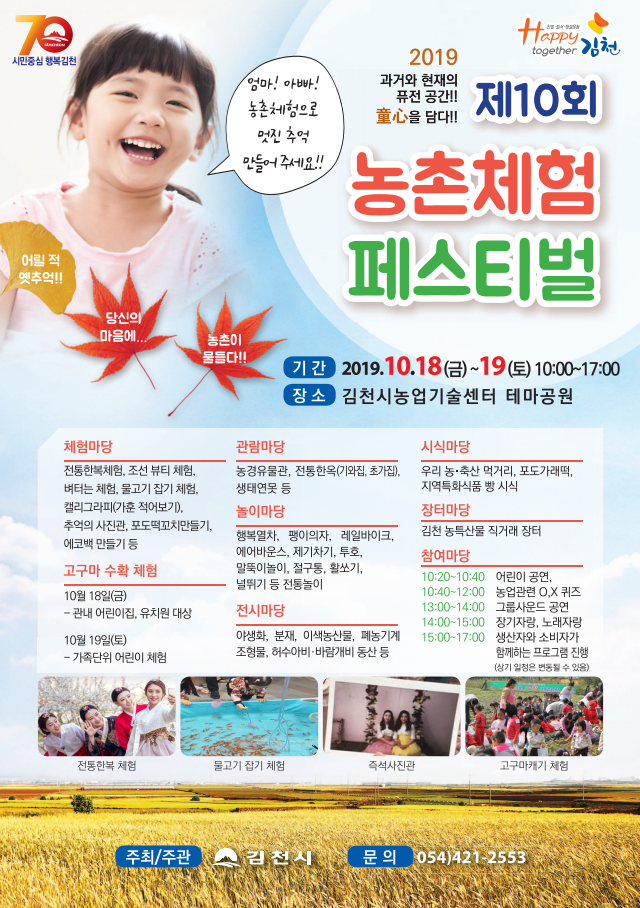 70
GIMCHEON
시민중심 행복김천
Happy
together 김천
엄마! 아빠!
농촌체험으로
멋진 추억
만들어 주세요!!
2019
과거와 현재의
퓨전 공간!!
童心을 담다!!
제10회
농촌체험
페스티벌
어릴 적
옛추억!!
당신의
마음에...
농촌이
물들다!!
기 간 2019.10.18(금) ~19(토) 10:00~17:00
장 소 김천시농업기술센터 테마공원
체험마당
전통한복체험, 조선 뷰티 체험,
벼터는 체험, 물고기 잡기 체험,
캘리그라피(가훈 적어보기),
추억의 사진관, 포도떡꼬치만들기,
에코백 만들기 등
고구마 수확 체험
10월 18일(금)
- 관내 어린이집, 유치원 대상
10월 19일(토)
- 가족단위 어린이 체험
관람마당
농경유물관, 전통한옥(기와집, 초가집),
생태연못 등
놀이마당
행복열차, 팽이의자, 레일바이크,
에어바운스, 제기차기, 투호,
말뚝이놀이, 절구통, 활쏘기,
널뛰기 등 전통놀이
전시마당
야생화, 분재, 이색농산물, 폐농기계
조형물, 허수아비·바람개비 동산 등
시식마당
우리 농·축산 먹거리, 포도가래떡,
지역특화식품 빵 시식
장터마당
김천 농특산물 직거래 장터
참여마당
10:20~10:40 어린이 공연,
10:40~12:00 농업관련 O,X 퀴즈
13:00~14:00 그룹사운드 공연
14:00~15:00 장기자랑, 노래자랑
15:00~17:00 생산자와 소비자가
함께하는 프로그램 진행
(상기 일정은 변동될 수 있음)
전통한복 체험
물고기 잡기 체험
즉석사진관
고구마캐기 체험
주최/주관 김천시
문 의 054)421-2553